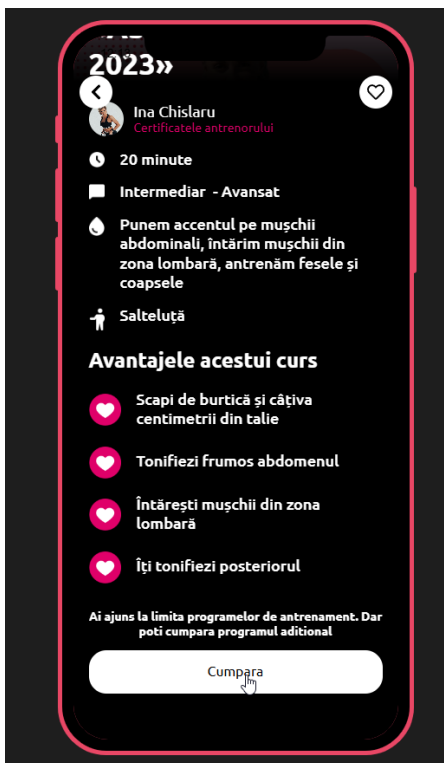 2023»
Ina Chislaru
Certificatele antrenorului
20 minute
Intermediar - Avansat
Punem accentul pe mușchii
abdominali, întărim mușchii din
zona lombară, antrenăm fesele și
coapsele
Salteluță
Avantajele acestui curs
Scapi de burtică și câțiva
centimetrii din talie
Tonifiezi frumos abdomenul
Întărești mușchii din zona
lombară
Îți tonifiezi posteriorul
Ai ajuns la limita programelor de antrenament. Dar
poti cumpara programul aditional
Cumpara